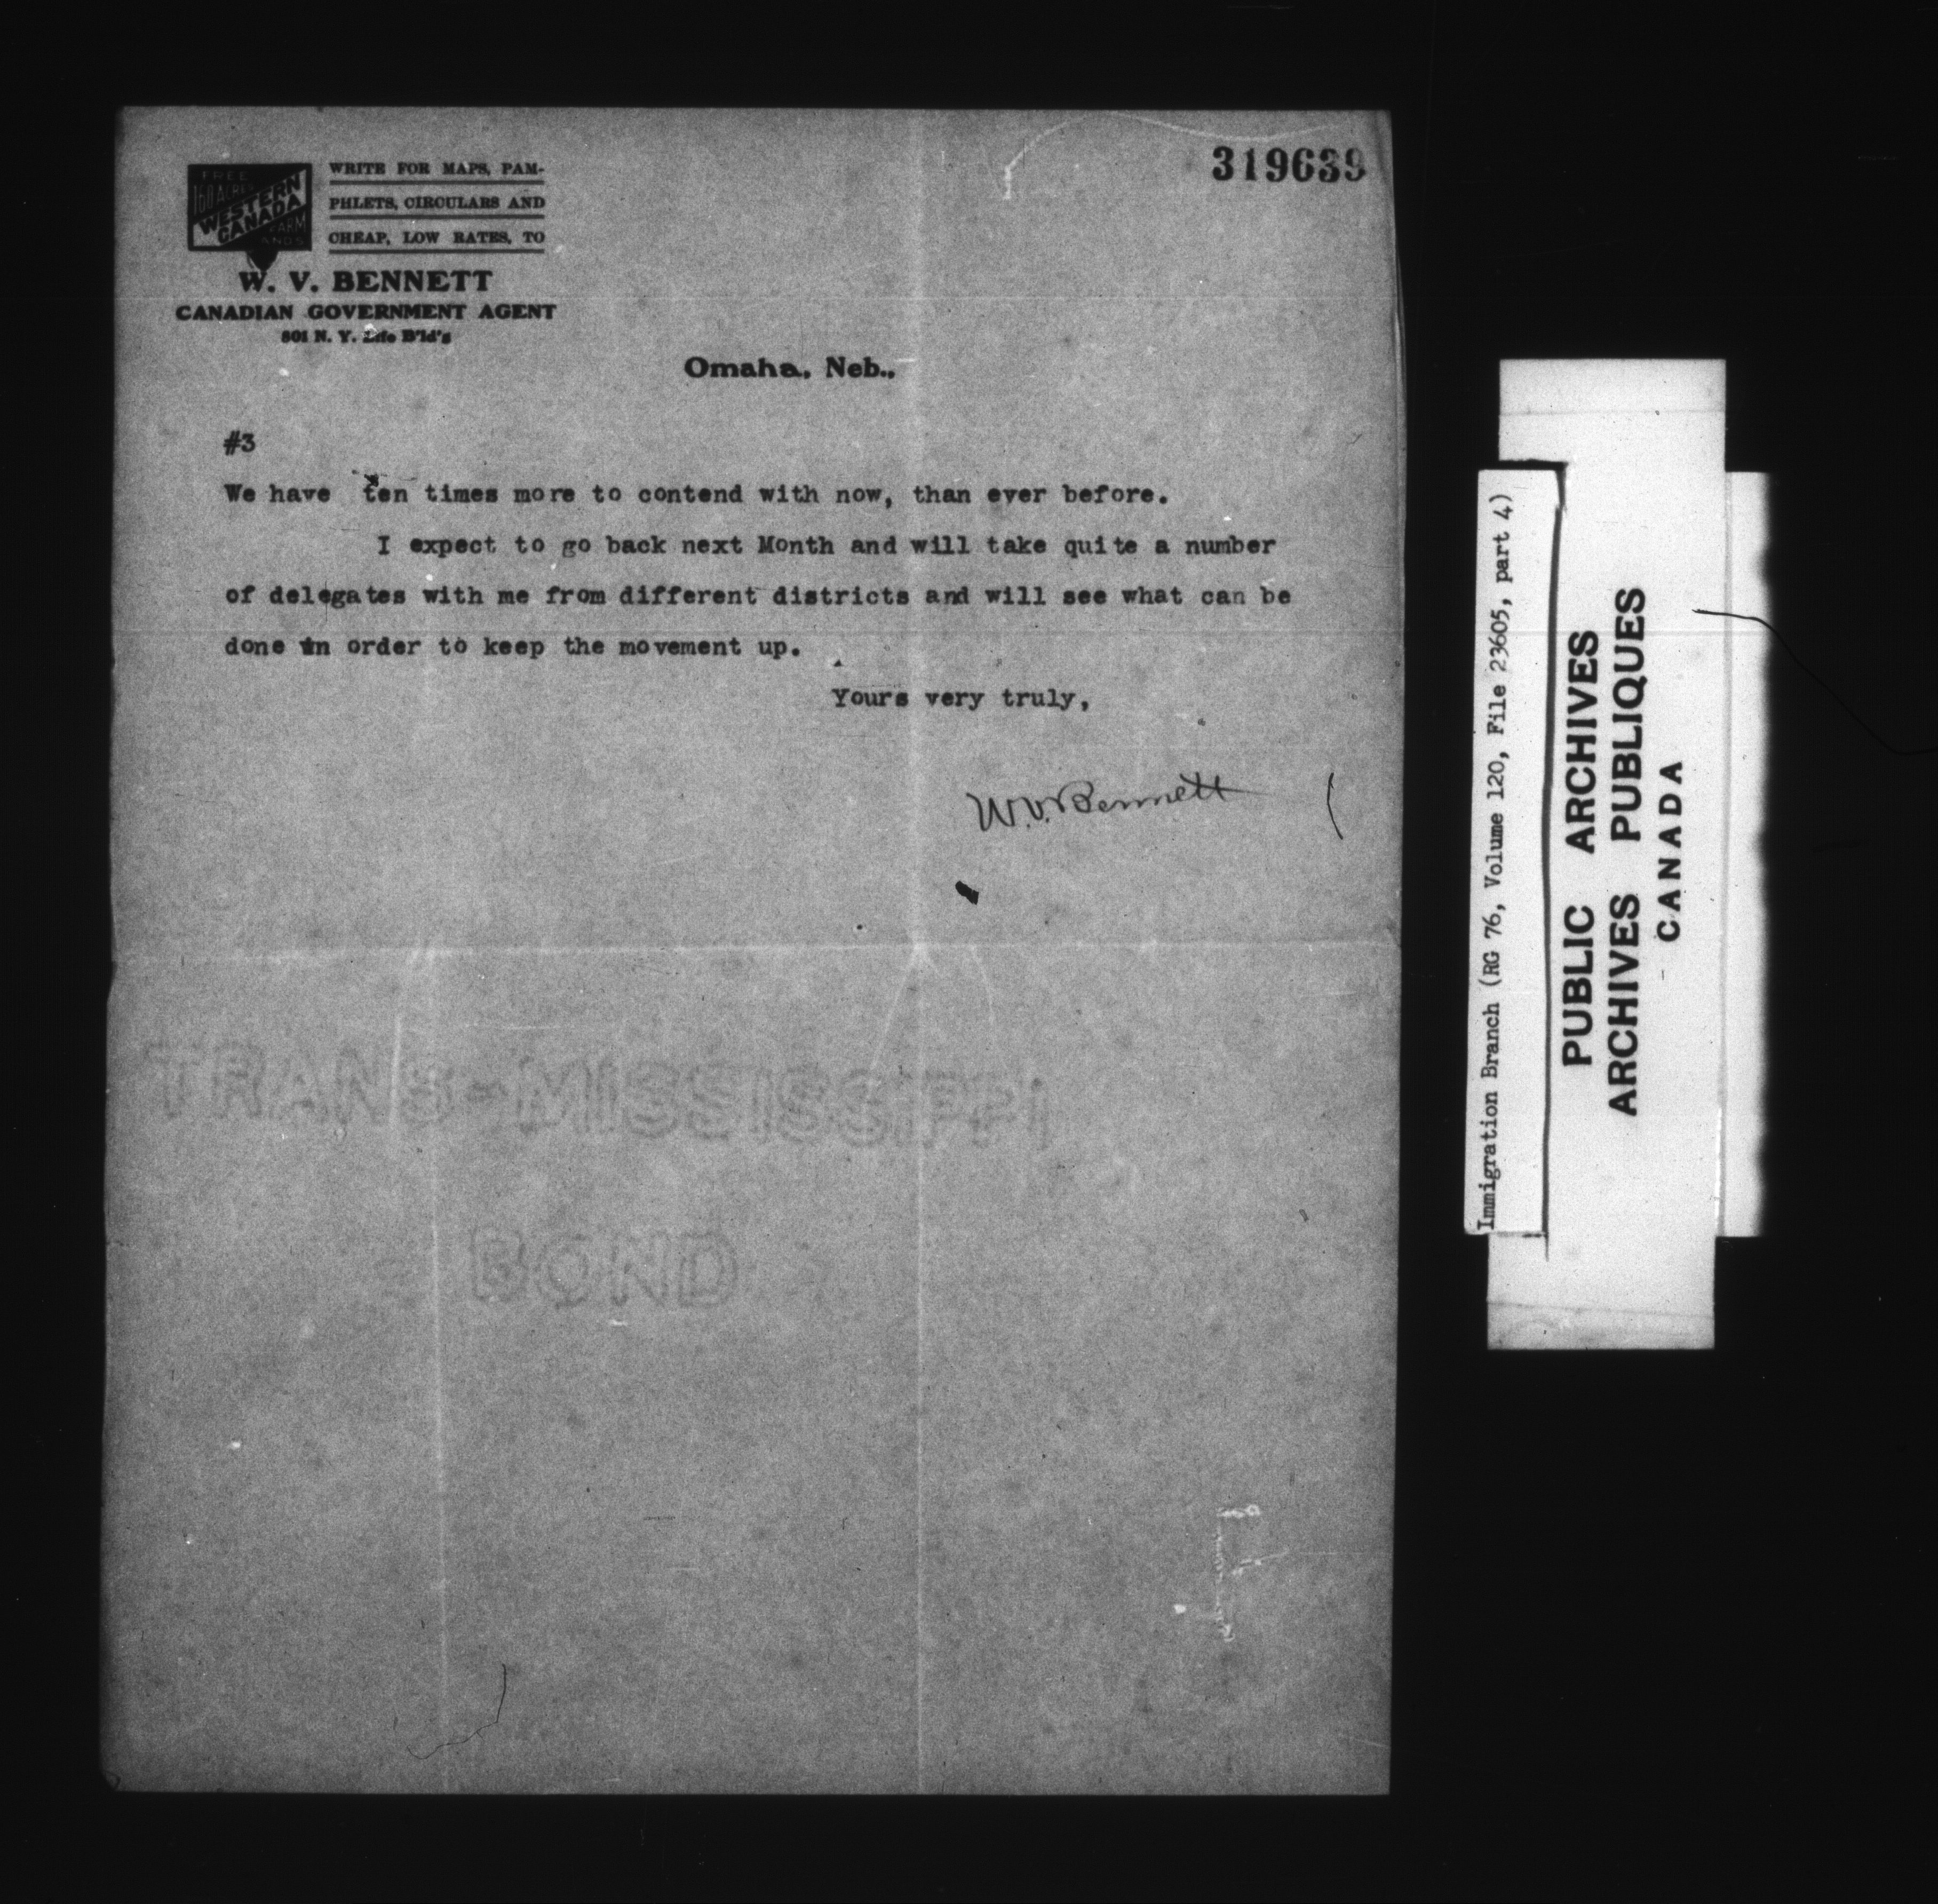 319639
FREE
160 ACRE
WESTERN
CANADA
FARM
LANDS
WRITE FOR MAPS, PAM-
PHLETS, CIRCULARS AND
CHEAP, LOW RATES, TO
W. V. BENNETT
CANADIAN GOVERNMENT AGENT
801 N. Y. Life B'ld'g
Omaha, Neb.,
#3
We have ten times more to contend with now, than ever before.
I expect to go back next Month and will take quite a number
of delegates with me from different districts and will see what can be
done in order to keep the movement up.
Yours very truly,
W.V. Bennett
TRANS-MISSISSIPPI
BOND
Immigration Branch (RG 76, Volume 120, File 23605, part 4)
PUBLIC ARCHIVES
ARCHIVES PUBLIQUES
CANADA